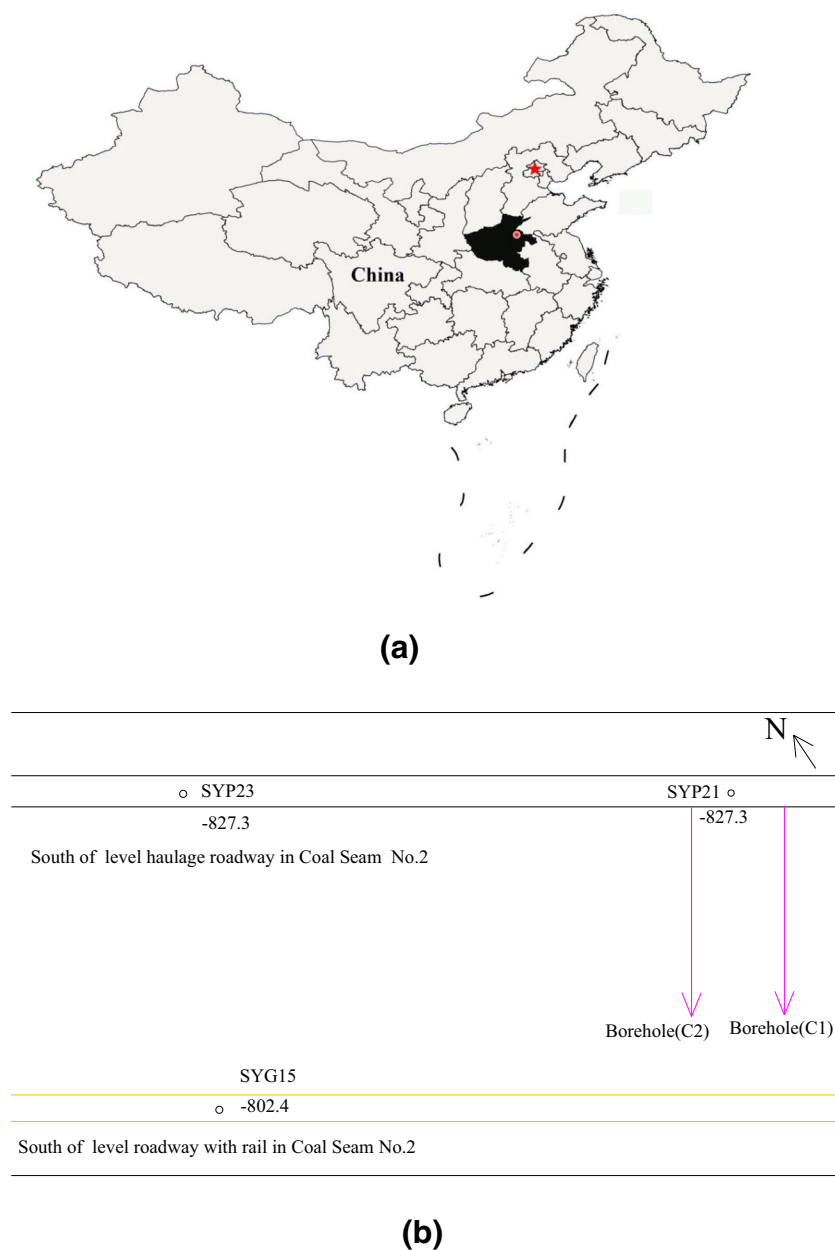 China
(a)
N
SYP23
SYP21
-827.3
-827.3
South of level haulage roadway in Coal Seam No.2
Borehole(C2)
Borehole(C1)
SYG15
-802.4
South of level roadway with rail in Coal Seam No.2
(b)